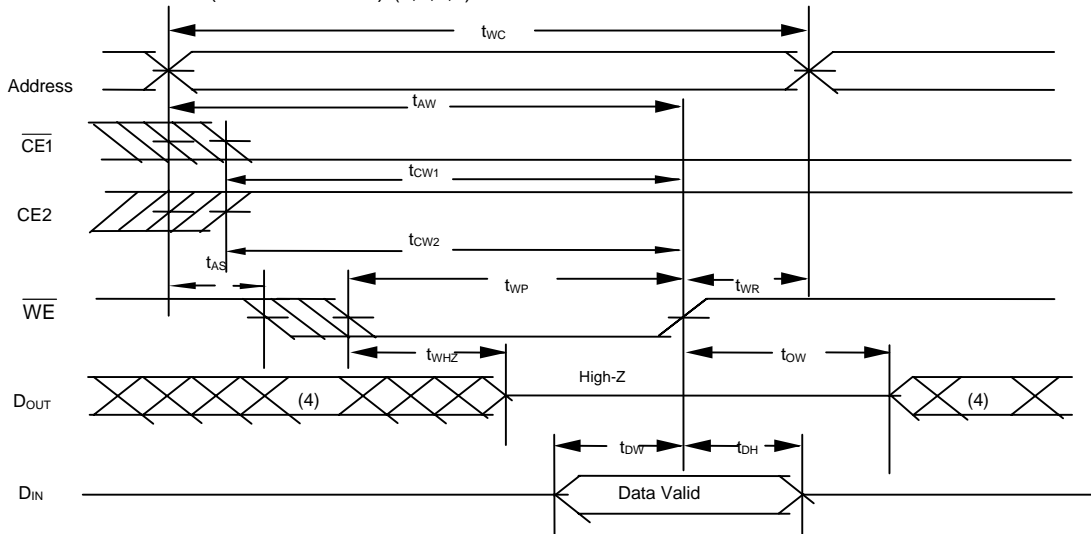 tWC
Address
tAW
CE1
tCW1
CE2
tCW2
tAS
tWP
tWR
WE
tWHZ
tOW
High-Z
DOUT
(4)
(4)
tDW
tDH
DIN
Data Valid